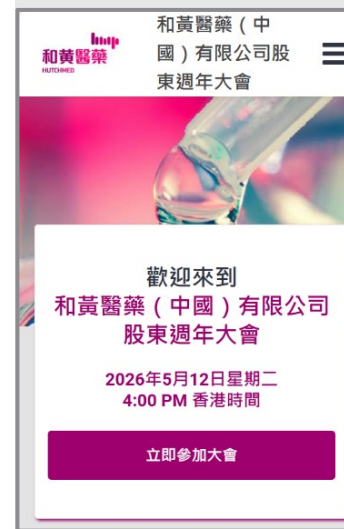 和黄醫藥
HUTCHMED
和黃醫藥（中
國）有限公司股
東週年大會
歡迎來到
和黃醫藥（中國）有限公司
股東週年大會
2026年5月12日星期二
4:00 PM 香港時間
立即參加大會